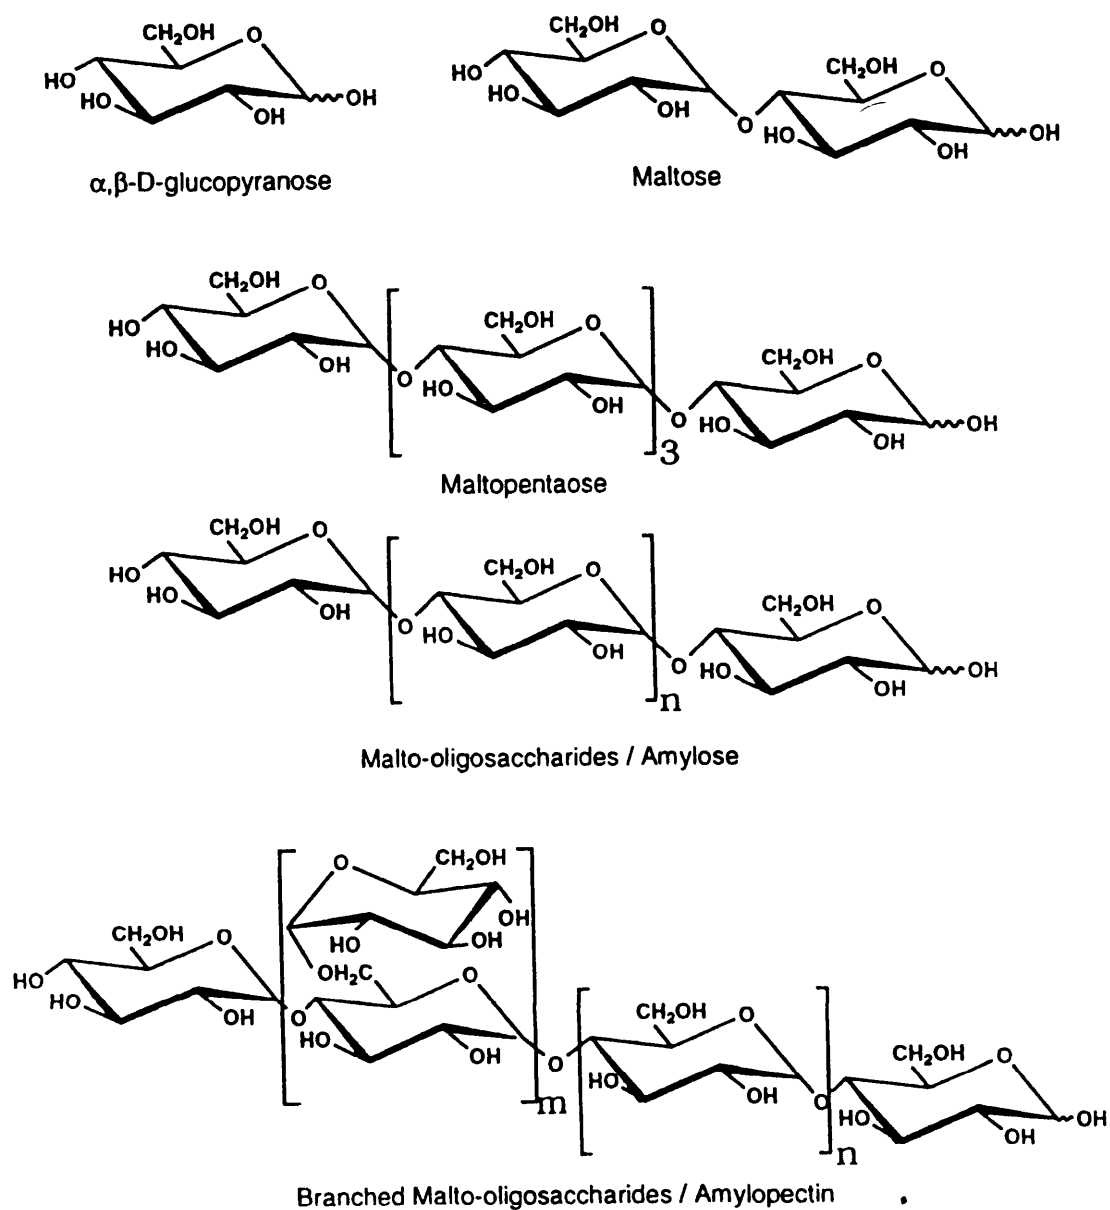 CH₂OH O CH₂OH O
HO HO CH₂OH O
HO OH HO
OH OH O HO OH
OH
α,β-D-glucopyranose Maltose
CH₂OH O
CH₂OH O
HO CH₂OH O
HO OH O HO OH
OH O HO OH
OH
3
Maltopentaose
CH₂OH O
CH₂OH O
HO CH₂OH O
HO OH O HO OH
OH O HO OH
OH
n
Malto-oligosaccharides / Amylose
O CH₂OH
OH
CH₂OH O HO OH
HO OH₂C O
HO OH O CH₂OH O
HO OH O CH₂OH O
HO OH O
m HO OH
OH
n
Branched Malto-oligosaccharides / Amylopectin